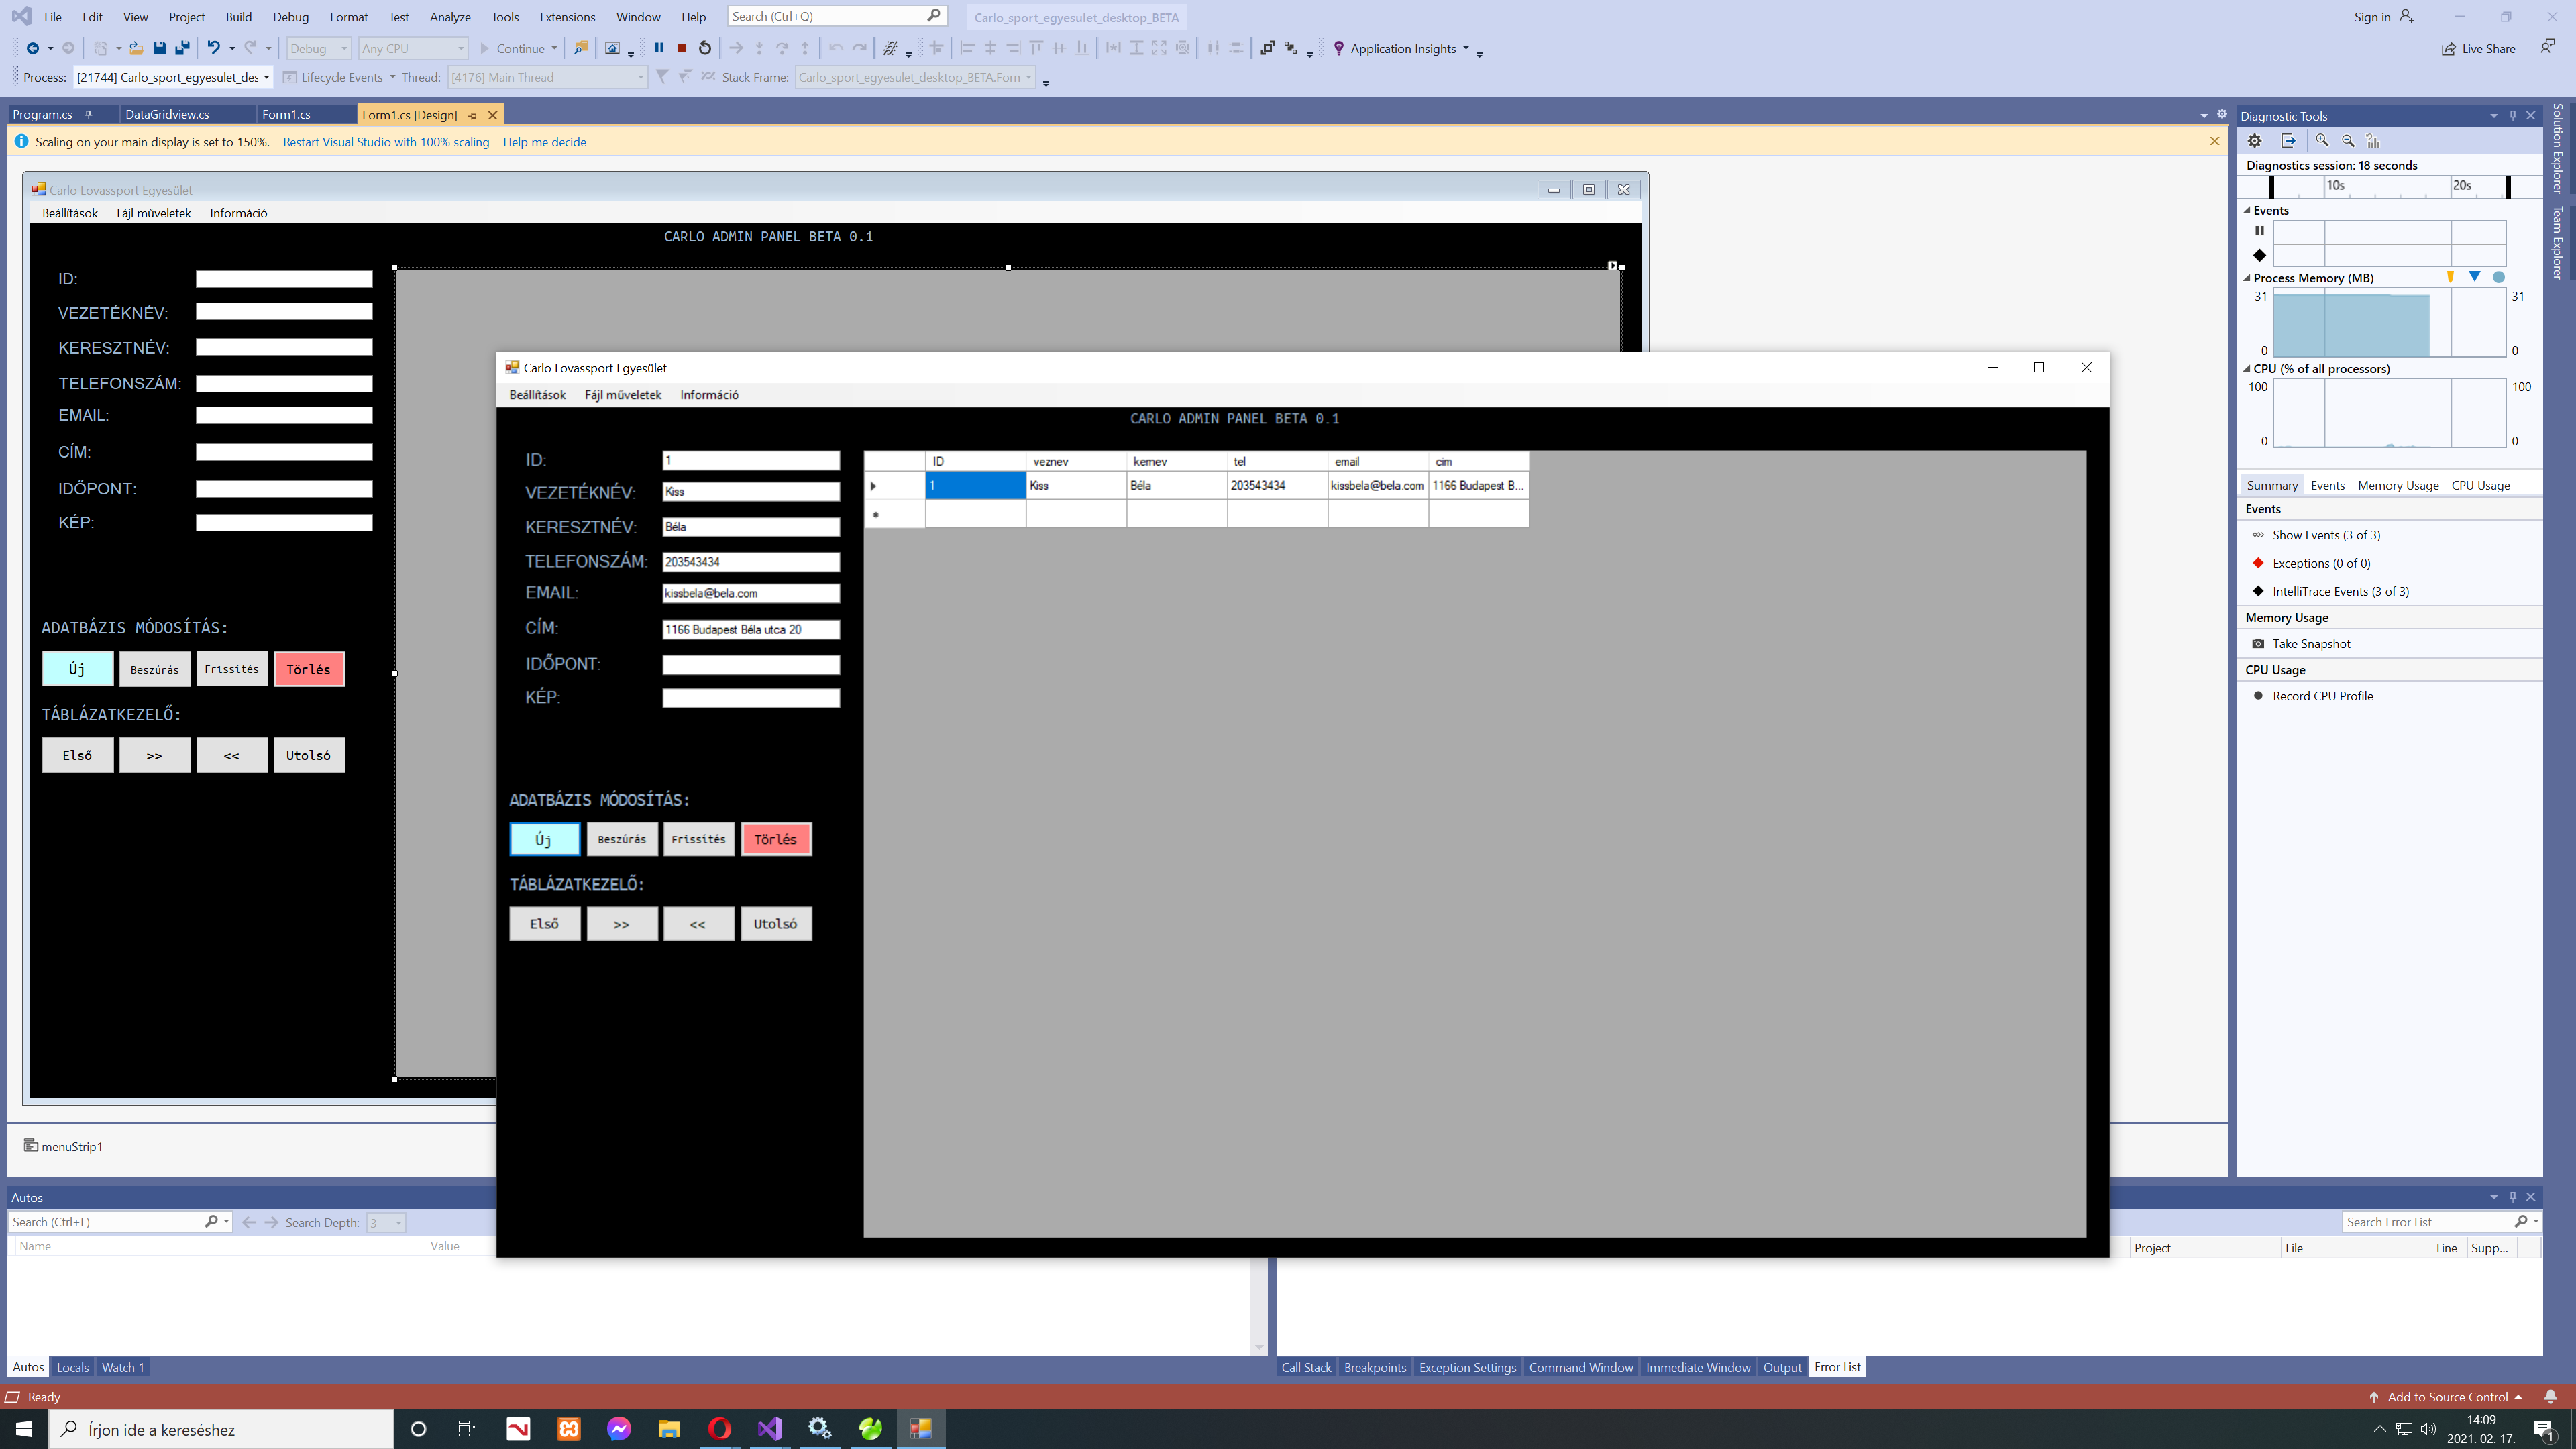 File Edit View Project Build Debug Format Test Analyze Tools Extensions Window Help Search (Ctrl+Q) Carlo_sport_egyesulet_desktop_BETA Sign in
Debug Any CPU Continue Application Insights Live Share
Process: [21744] Carlo_sport_egyesulet_des Lifecycle Events Thread: [4176] Main Thread Stack Frame: Carlo_sport_egyesulet_desktop_BETA.Forn
Program.cs DataGridview.cs Form1.cs Form1.cs [Design]
Scaling on your main display is set to 150%. Restart Visual Studio with 100% scaling Help me decide
Carlo Lovassport Egyesület
Beállítások Fájl műveletek Információ
CARLO ADMIN PANEL BETA 0.1
ID:
VEZETÉKNÉV:
KERESZTNÉV:
TELEFONSZÁM:
EMAIL:
CÍM:
IDŐPONT:
KÉP:
ADATBÁZIS MÓDOSÍTÁS:
Új Beszúrás Frissítés Törlés
TÁBLÁZATKEZELŐ:
Első >> << Utolsó
menuStrip1
Carlo Lovassport Egyesület
Beállítások Fájl műveletek Információ
CARLO ADMIN PANEL BETA 0.1
ID: 1
VEZETÉKNÉV: Kiss
KERESZTNÉV: Béla
TELEFONSZÁM: 203543434
EMAIL: kissbela@bela.com
CÍM: 1166 Budapest Béla utca 20
IDŐPONT:
KÉP:
ID veznev kernev tel email cim
1 Kiss Béla 203543434 kissbela@bela.com 1166 Budapest B...
*
ADATBÁZIS MÓDOSÍTÁS:
Új Beszúrás Frissítés Törlés
TÁBLÁZATKEZELŐ:
Első >> << Utolsó
Diagnostic Tools
Diagnostics session: 18 seconds
10s 20s
Events
Process Memory (MB)
31 31
0 0
CPU (% of all processors)
100 100
0 0
Summary Events Memory Usage CPU Usage
Events
Show Events (3 of 3)
Exceptions (0 of 0)
IntelliTrace Events (3 of 3)
Memory Usage
Take Snapshot
CPU Usage
Record CPU Profile
Solution Explorer
Team Explorer
Autos
Search (Ctrl+E) Search Depth: 3
Name Value
Search Error List
Project File Line Supp...
Autos Locals Watch 1
Call Stack Breakpoints Exception Settings Command Window Immediate Window Output Error List
Ready Add to Source Control
Írjon ide a kereséshez
14:09
2021. 02. 17.
1